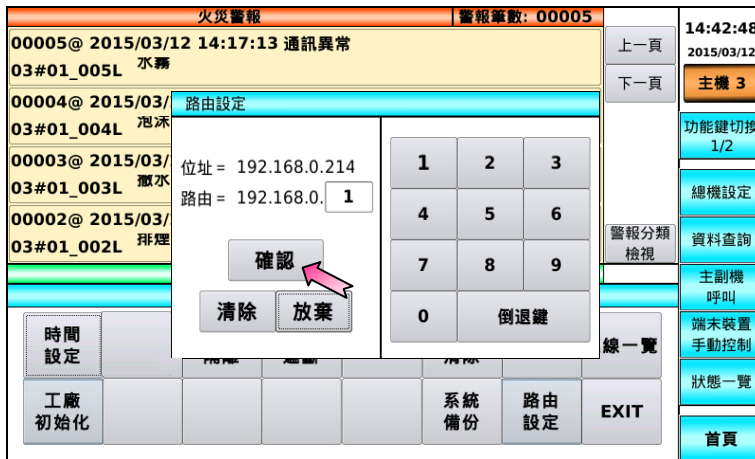 火災警報
警報筆數: 00005
14:42:48
2015/03/12
主機 3
00005@ 2015/03/12 14:17:13 通訊異常
03#01_005L 水霧
上一頁
下一頁
00004@ 2015/03/
03#01_004L 泡沫
00003@ 2015/03/
03#01_003L 撒水
00002@ 2015/03/
03#01_002L 排煙
警報分類
檢視
路由設定
位址 = 192.168.0.214
路由 = 192.168.0. 1
確認
清除
放棄
1 2 3
4 5 6
7 8 9
0 倒退鍵
功能鍵切換
1/2
總機設定
資料查詢
主副機
呼叫
端末裝置
手動控制
狀態一覽
首頁
時間
設定
線一覽
工廠
初始化
系統
備份
路由
設定
EXIT